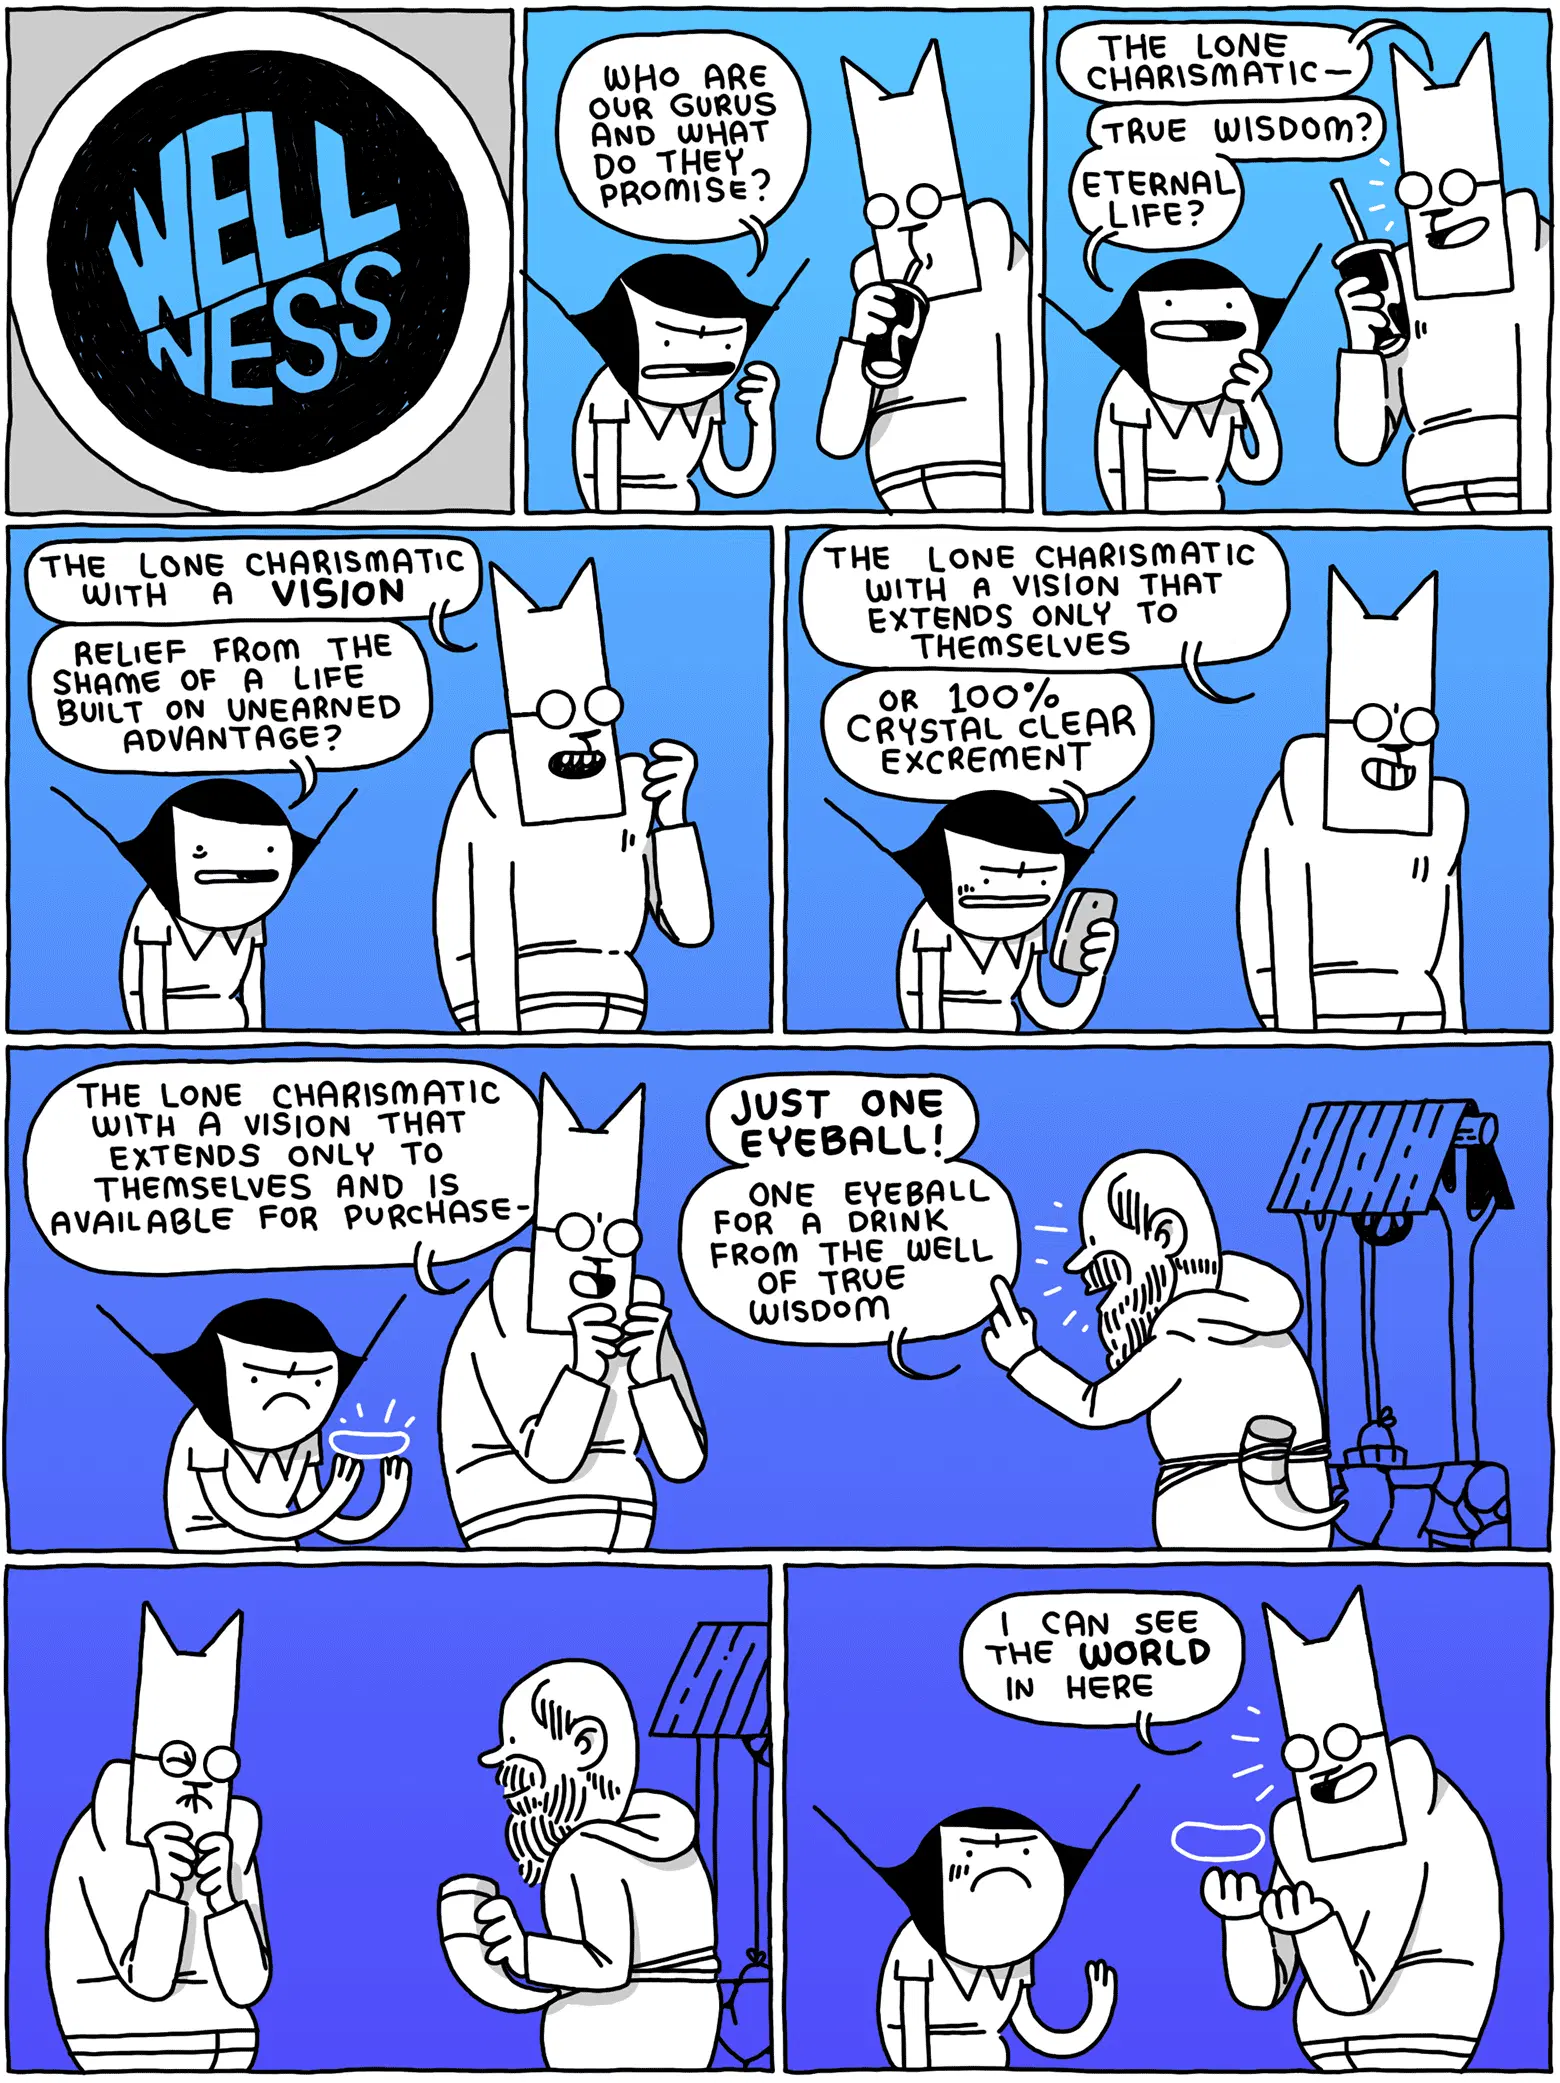 WELL
NESS
WHO ARE
OUR GURUS
AND WHAT
DO THEY
PROMISE?
THE LONE
CHARISMATIC—
TRUE WISDOM?
ETERNAL
LIFE?
THE LONE CHARISMATIC
WITH A VISION
RELIEF FROM THE
SHAME OF A LIFE
BUILT ON UNEARNED
ADVANTAGE?
THE LONE CHARISMATIC
WITH A VISION THAT
EXTENDS ONLY TO
THEMSELVES
OR 100%
CRYSTAL CLEAR
EXCREMENT
THE LONE CHARISMATIC
WITH A VISION THAT
EXTENDS ONLY TO
THEMSELVES AND IS
AVAILABLE FOR PURCHASE-
JUST ONE
EYEBALL!
ONE EYEBALL
FOR A DRINK
FROM THE WELL
OF TRUE
WISDOM
I CAN SEE
THE WORLD
IN HERE